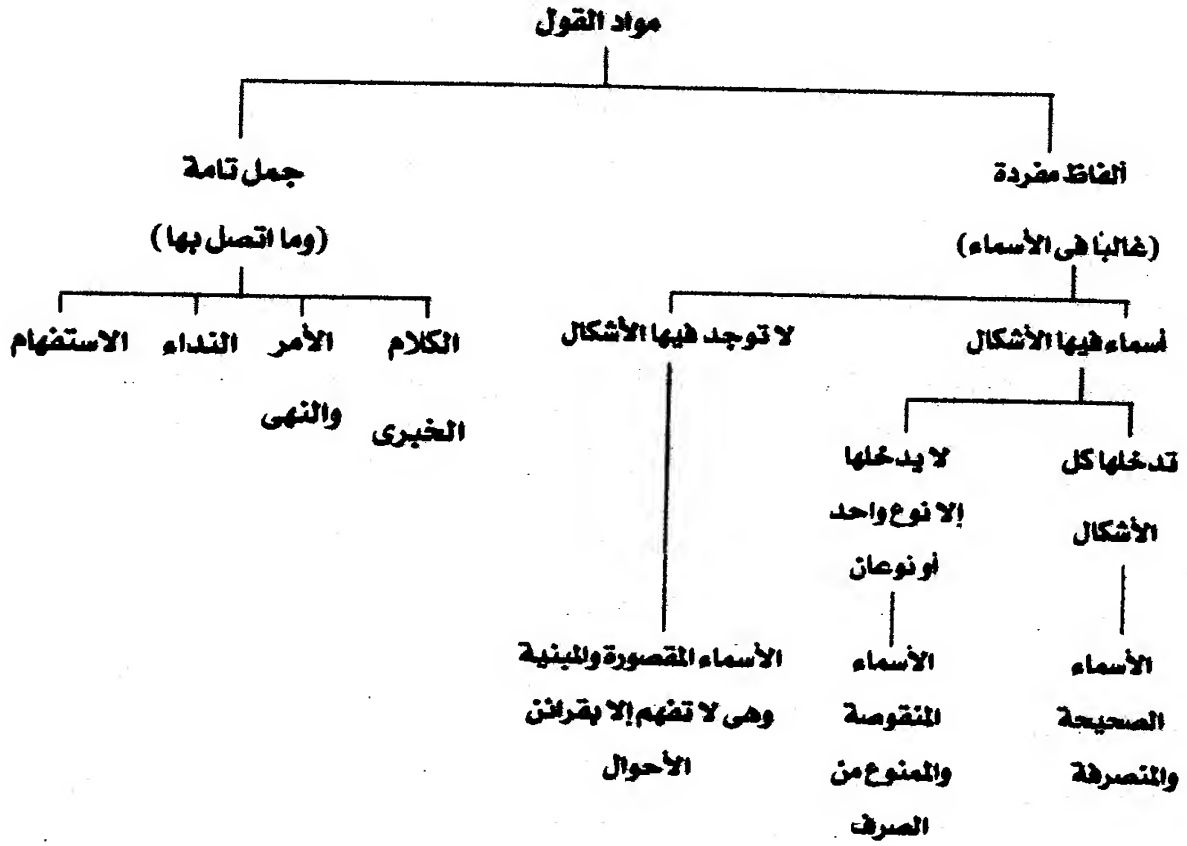 مواد القول
ألفاظ مفردة
(غالبًا فى الأسماء)
جمل تامة
(وما اتصل بها)
أسماء فيها الأشكال
لا توجد فيها الأشكال
الكلام
الخبرى
الأمر
والنهى
النداء
الاستفهام
تدخلها كل
الأشكال
لا يدخلها
إلا نوع واحد
أو نوعان
الأسماء
الصحيحة
والمنصرفة
الأسماء
المنقوصة
والممنوع من
الصرف
الأسماء المقصورة والمبنية
وهى لا تفهم إلا بقرائن
الأحوال